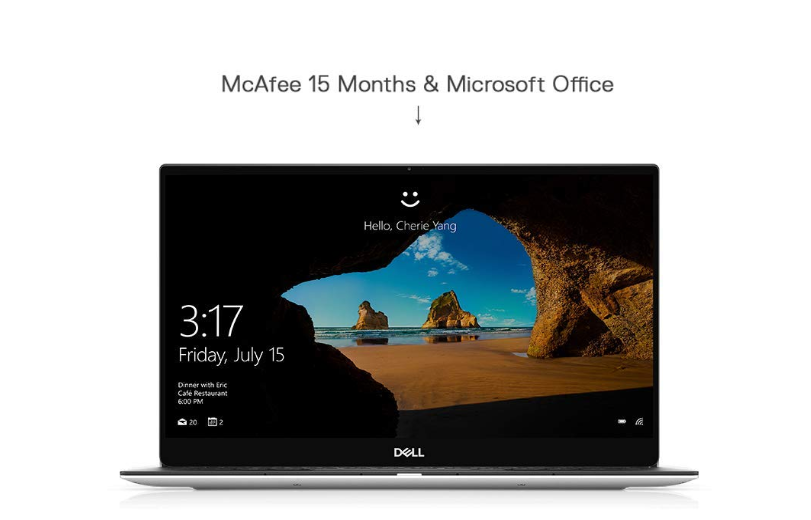 McAfee 15 Months & Microsoft Office
Hello, Cherie Yang
3:17
Friday, July 15
Dinner with Eric
Café Restaurant
6:00 PM
20 2
DELL